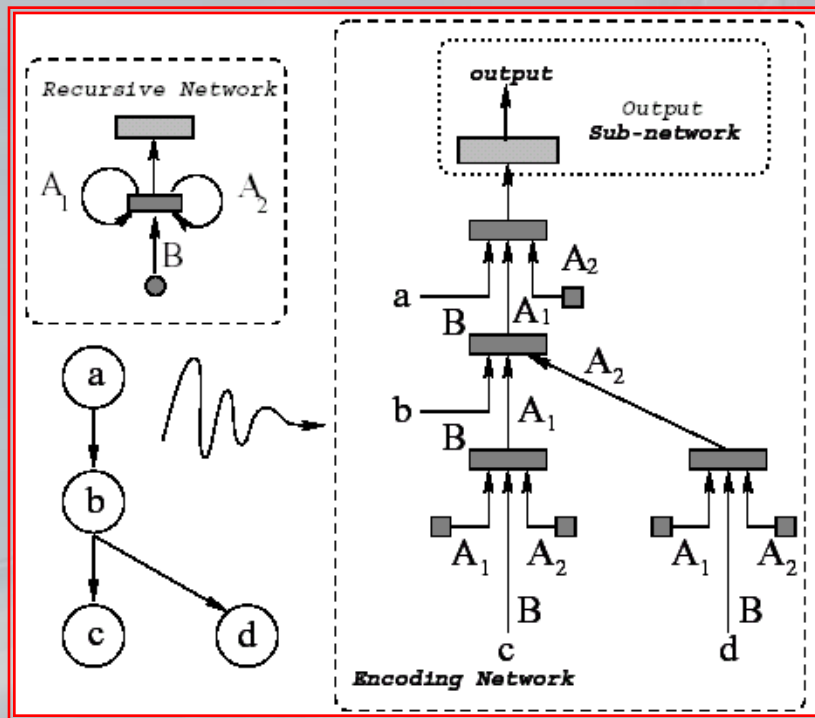 Recursive Network
A1 A2
B
a
b
c d
output
Output
Sub-network
a B A1 A2
b B A1 A2
A1 A2 A1 A2
B B
c d
Encoding Network